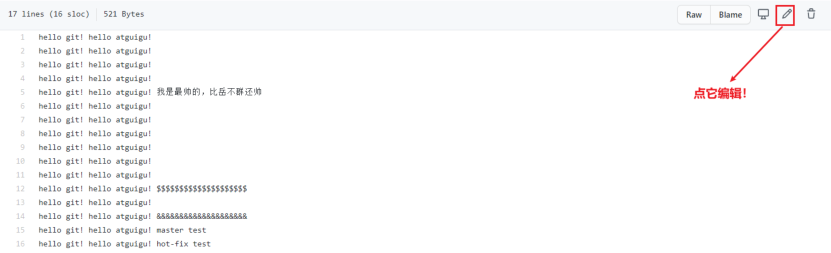 17 lines (16 sloc) 521 Bytes Raw Blame
1 hello git! hello atguigu!
2 hello git! hello atguigu!
3 hello git! hello atguigu!
4 hello git! hello atguigu!
5 hello git! hello atguigu! 我是最帅的，比岳不群还帅
6 hello git! hello atguigu!
7 hello git! hello atguigu!
8 hello git! hello atguigu!
9 hello git! hello atguigu!
10 hello git! hello atguigu!
11 hello git! hello atguigu!
12 hello git! hello atguigu! $$$$$$$$$$$$$$$$$$$$
13 hello git! hello atguigu!
14 hello git! hello atguigu! &&&&&&&&&&&&&&&&&&&&
15 hello git! hello atguigu! master test
16 hello git! hello atguigu! hot-fix test
点它编辑！